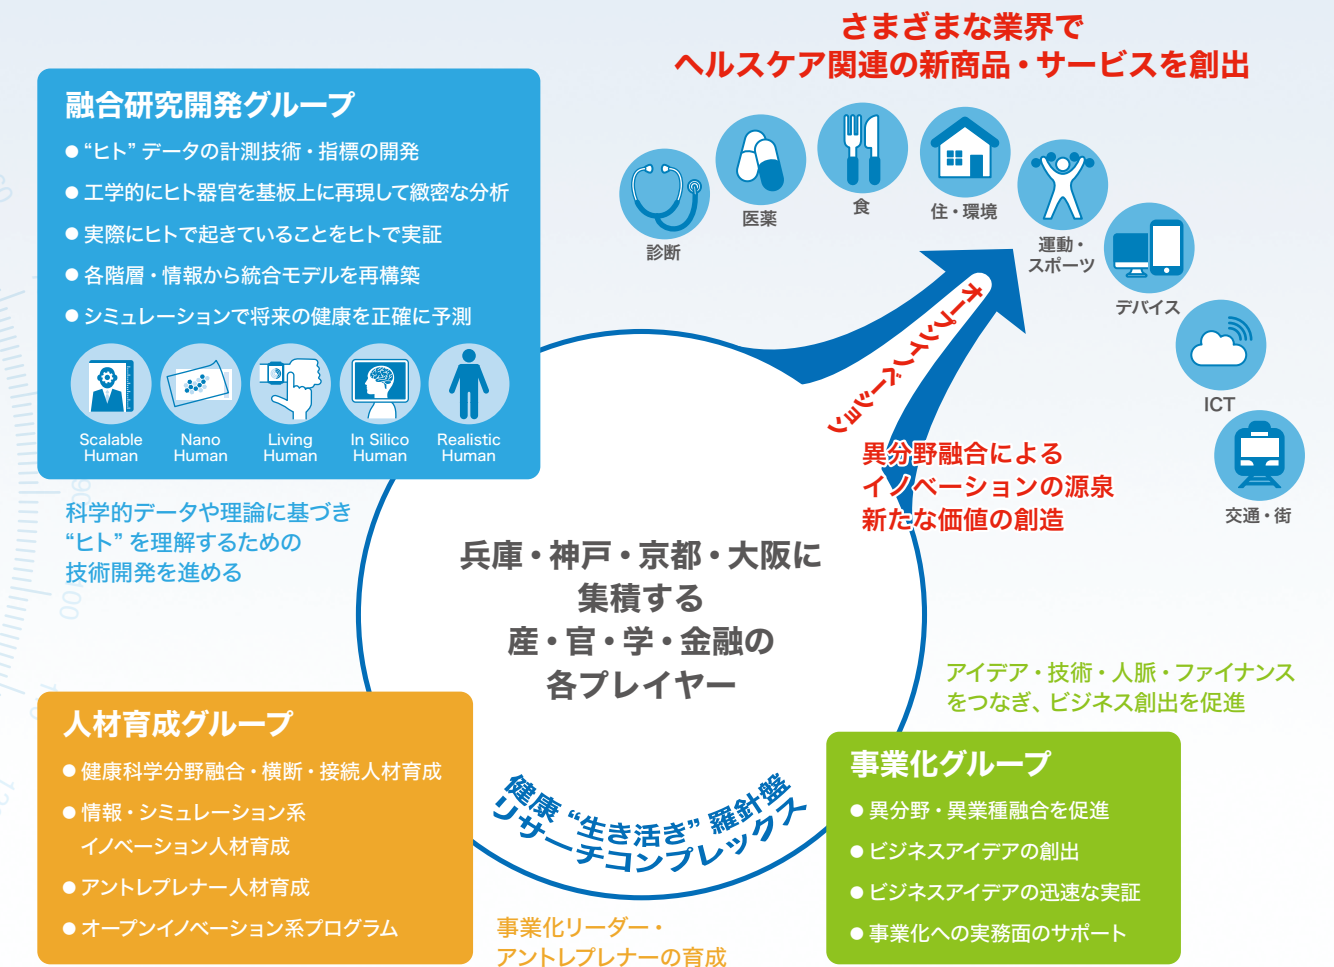 さまざまな業界で
ヘルスケア関連の新商品・サービスを創出
融合研究開発グループ
● “ヒト” データの計測技術・指標の開発
● 工学的にヒト器官を基板上に再現して緻密な分析
● 実際にヒトで起きていることをヒトで実証
● 各階層・情報から統合モデルを再構築
● シミュレーションで将来の健康を正確に予測
Scalable
Human
Nano
Human
Living
Human
In Silico
Human
Realistic
Human
科学的データや理論に基づき
“ヒト” を理解するための
技術開発を進める
診断
医薬
食
住・環境
運動・
スポーツ
デバイス
ICT
交通・街
オープンイノベーション
異分野融合による
イノベーションの源泉
新たな価値の創造
兵庫・神戸・京都・大阪に
集積する
産・官・学・金融の
各プレイヤー
健康 “生き活き” 羅針盤
リサーチコンプレックス
人材育成グループ
● 健康科学分野融合・横断・接続人材育成
● 情報・シミュレーション系
イノベーション人材育成
● アントレプレナー人材育成
● オープンイノベーション系プログラム
事業化リーダー・
アントレプレナーの育成
アイデア・技術・人脈・ファイナンス
をつなぎ、ビジネス創出を促進
事業化グループ
● 異分野・異業種融合を促進
● ビジネスアイデアの創出
● ビジネスアイデアの迅速な実証
● 事業化への実務面のサポート